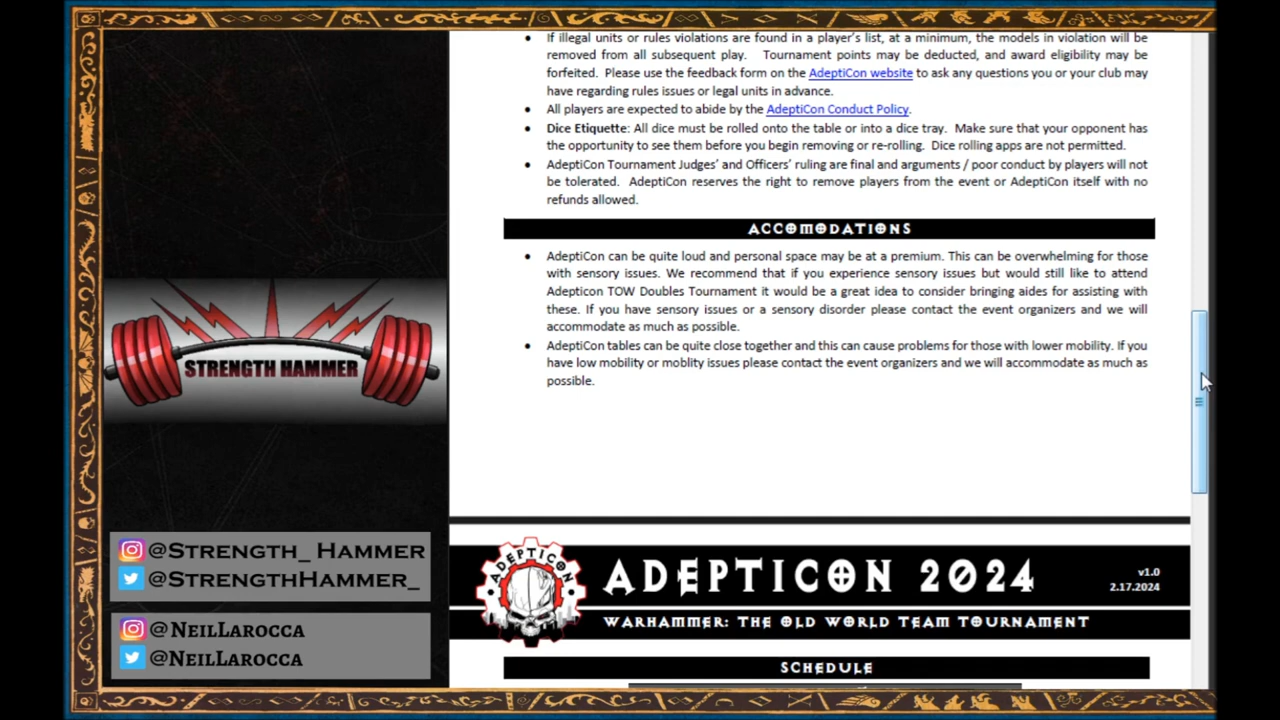 If illegal units or rules violations are found in a player's list, at a minimum, the models in violation will be
removed from all subsequent play. Tournament points may be deducted, and award eligibility may be
forfeited. Please use the feedback form on the AdeptiCon website to ask any questions you or your club may
have regarding rules issues or legal units in advance.
All players are expected to abide by the AdeptiCon Conduct Policy.
Dice Etiquette: All dice must be rolled onto the table or into a dice tray. Make sure that your opponent has
the opportunity to see them before you begin removing or re-rolling. Dice rolling apps are not permitted.
AdeptiCon Tournament Judges' and Officers' ruling are final and arguments / poor conduct by players will not
be tolerated. AdeptiCon reserves the right to remove players from the event or AdeptiCon itself with no
refunds allowed.
ACCOMODATIONS
AdeptiCon can be quite loud and personal space may be at a premium. This can be overwhelming for those
with sensory issues. We recommend that if you experience sensory issues but would still like to attend
Adepticon TOW Doubles Tournament it would be a great idea to consider bringing aides for assisting with
these. If you have sensory issues or a sensory disorder please contact the event organizers and we will
accommodate as much as possible.
AdeptiCon tables can be quite close together and this can cause problems for those with lower mobility. If you
have low mobility or moblity issues please contact the event organizers and we will accommodate as much as
possible.
STRENGTH HAMMER
@STRENGTH_HAMMER
@STRENGTHHAMMER_
@NEILLAROCCA
@NEILLAROCCA
ADEPTICON
ADEPTICON 2024
v1.0
2.17.2024
WARHAMMER: THE OLD WORLD TEAM TOURNAMENT
SCHEDULE